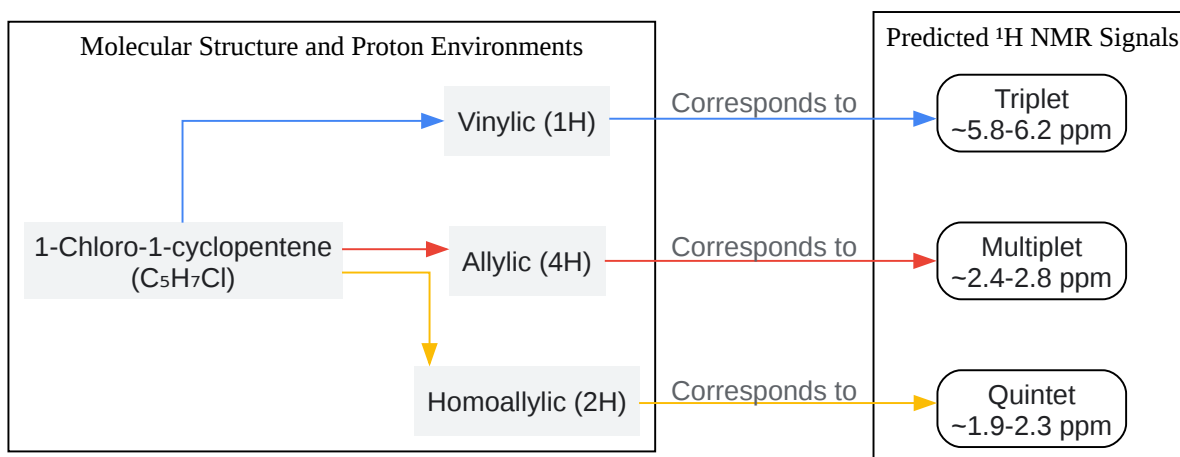 Molecular Structure and Proton Environments
Predicted ¹H NMR Signals
Vinylic (1H)
Corresponds to
Triplet
~5.8-6.2 ppm
1-Chloro-1-cyclopentene
(C₅H₇Cl)
Allylic (4H)
Corresponds to
Multiplet
~2.4-2.8 ppm
Homoallylic (2H)
Corresponds to
Quintet
~1.9-2.3 ppm